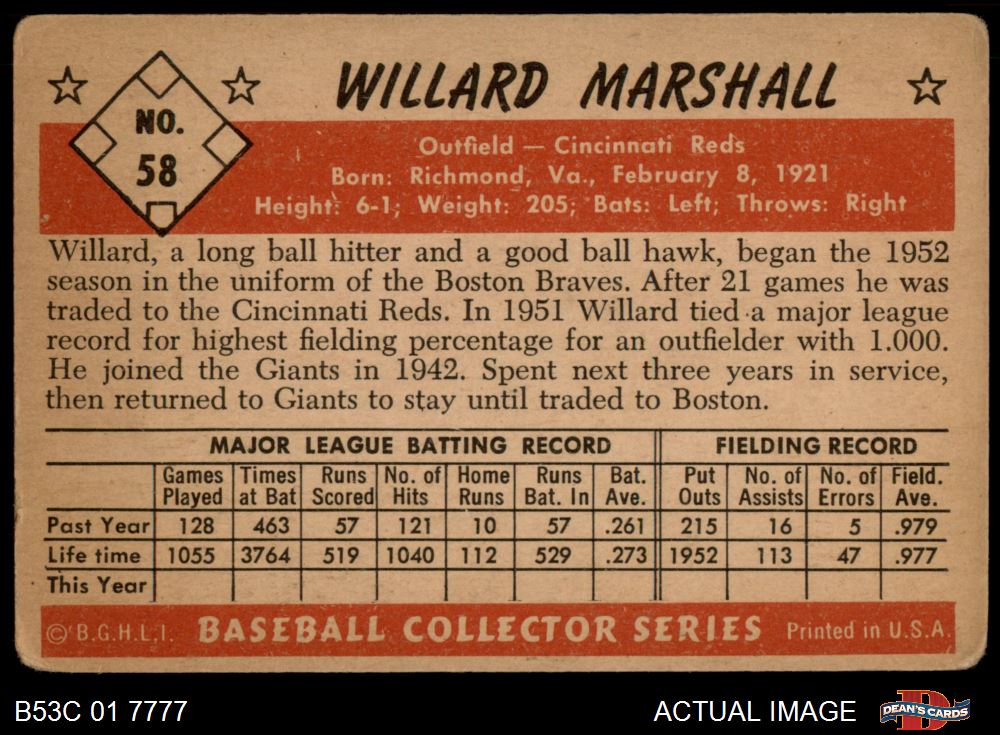 WILLARD MARSHALL
NO.
58
Outfield — Cincinnati Reds
Born: Richmond, Va., February 8, 1921
Height: 6-1; Weight: 205; Bats: Left; Throws: Right
Willard, a long ball hitter and a good ball hawk, began the 1952
season in the uniform of the Boston Braves. After 21 games he was
traded to the Cincinnati Reds. In 1951 Willard tied a major league
record for highest fielding percentage for an outfielder with 1.000.
He joined the Giants in 1942. Spent next three years in service,
then returned to Giants to stay until traded to Boston.
MAJOR LEAGUE BATTING RECORD FIELDING RECORD
Games Times Runs No. of Home Runs Bat. Put No. of No. of Field.
Played at Bat Scored Hits Runs Bat. In Ave. Outs Assists Errors Ave.
Past Year 128 463 57 121 10 57 .261 215 16 5 .979
Life time 1055 3764 519 1040 112 529 .273 1952 113 47 .977
This Year
© B.G.H.L.I. BASEBALL COLLECTOR SERIES Printed in U.S.A.
B53C 01 7777 ACTUAL IMAGE DEAN'S CARDS